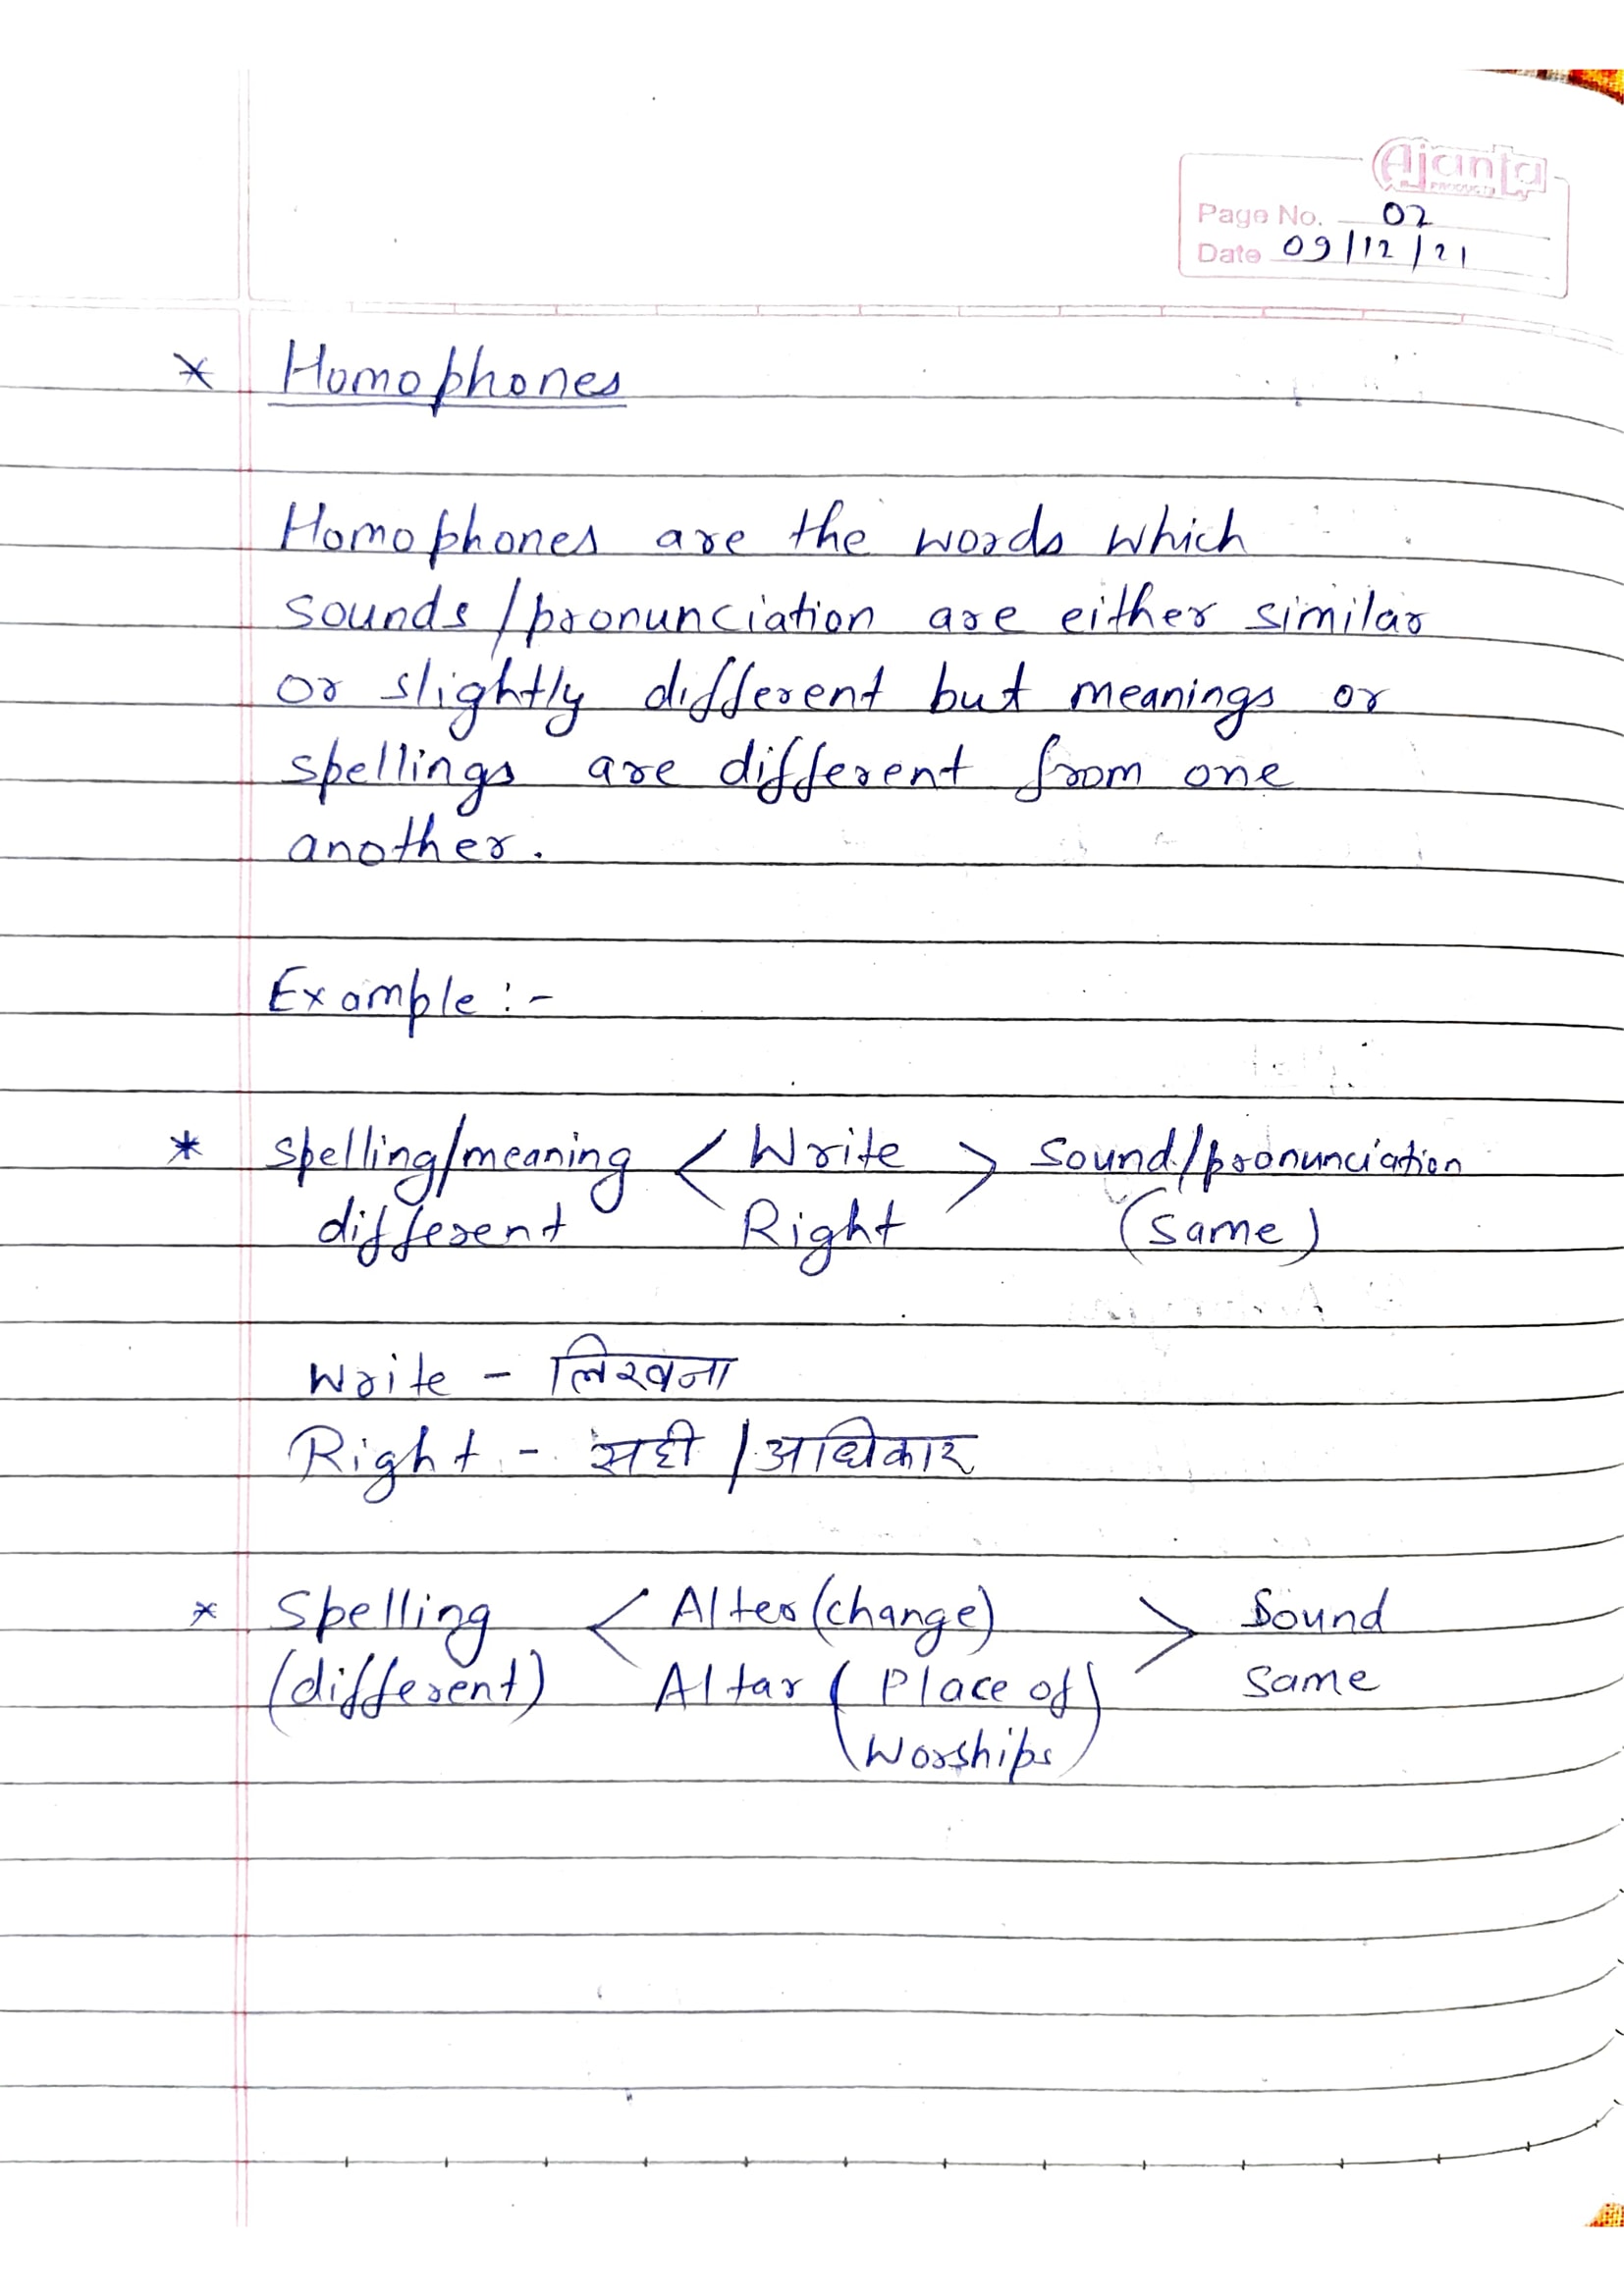 Ajanta
PRODUCTS
Page No. 02
Date 09/12/21
* Homophones
Homophones are the words which
sounds/pronunciation are either similar
or slightly different but meanings or
spellings are different from one
another.
Example :-
* spelling/meaning < Write > Sound/pronunciation
different Right (same)
Write - लिखना
Right - सही / अधिकार
* Spelling < Alter (change) > Sound
(different) Altar (Place of Same
Worships)